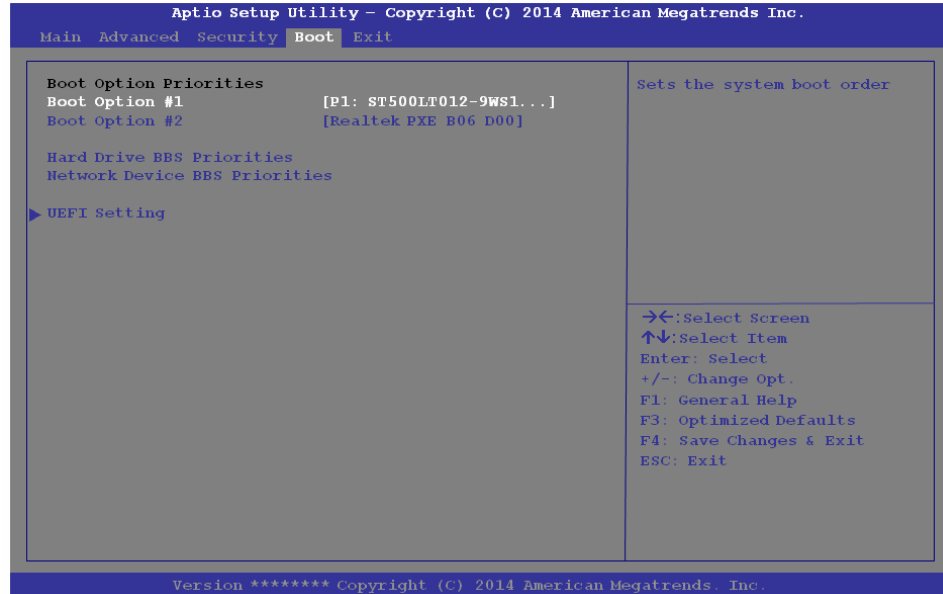 Aptio Setup Utility – Copyright (C) 2014 American Megatrends Inc.
Main Advanced Security Boot Exit
Boot Option Priorities
Boot Option #1 [P1: ST500LT012-9WS1...]
Boot Option #2 [Realtek PXE B06 D00]
Hard Drive BBS Priorities
Network Device BBS Priorities
▶ UEFI Setting
Sets the system boot order
→←:Select Screen
↑↓:Select Item
Enter: Select
+/-: Change Opt.
F1: General Help
F3: Optimized Defaults
F4: Save Changes & Exit
ESC: Exit
Version ******** Copyright (C) 2014 American Megatrends. Inc.